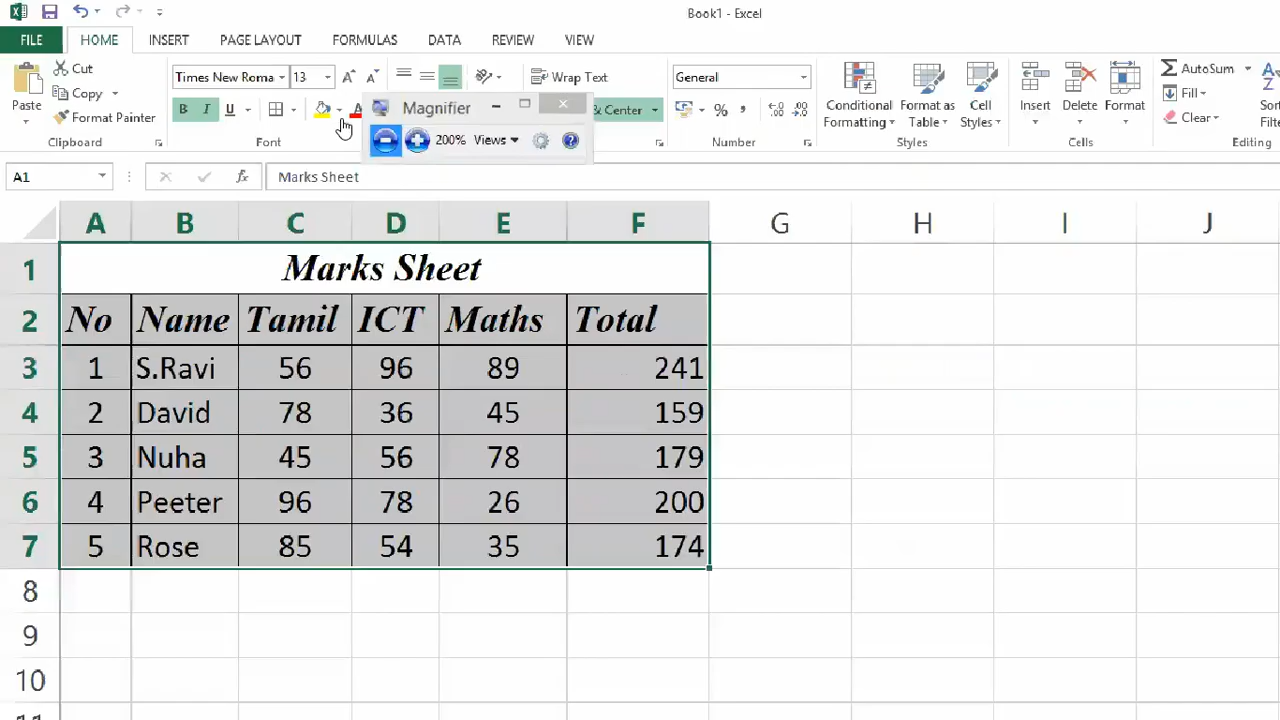 Book1 - Excel
FILE HOME INSERT PAGE LAYOUT FORMULAS DATA REVIEW VIEW
Cut
Copy
Format Painter
Paste
Clipboard
Times New Roma 13
B I U
Font
Magnifier
200% Views
Wrap Text
& Center
General
% ,
Number
Conditional Formatting
Format as Table
Cell Styles
Styles
Insert Delete Format
Cells
AutoSum
Fill
Clear
Editing
A1 fx Marks Sheet
A B C D E F G H I J
1 Marks Sheet
2 No Name Tamil ICT Maths Total
3 1 S.Ravi 56 96 89 241
4 2 David 78 36 45 159
5 3 Nuha 45 56 78 179
6 4 Peeter 96 78 26 200
7 5 Rose 85 54 35 174
8
9
10
11